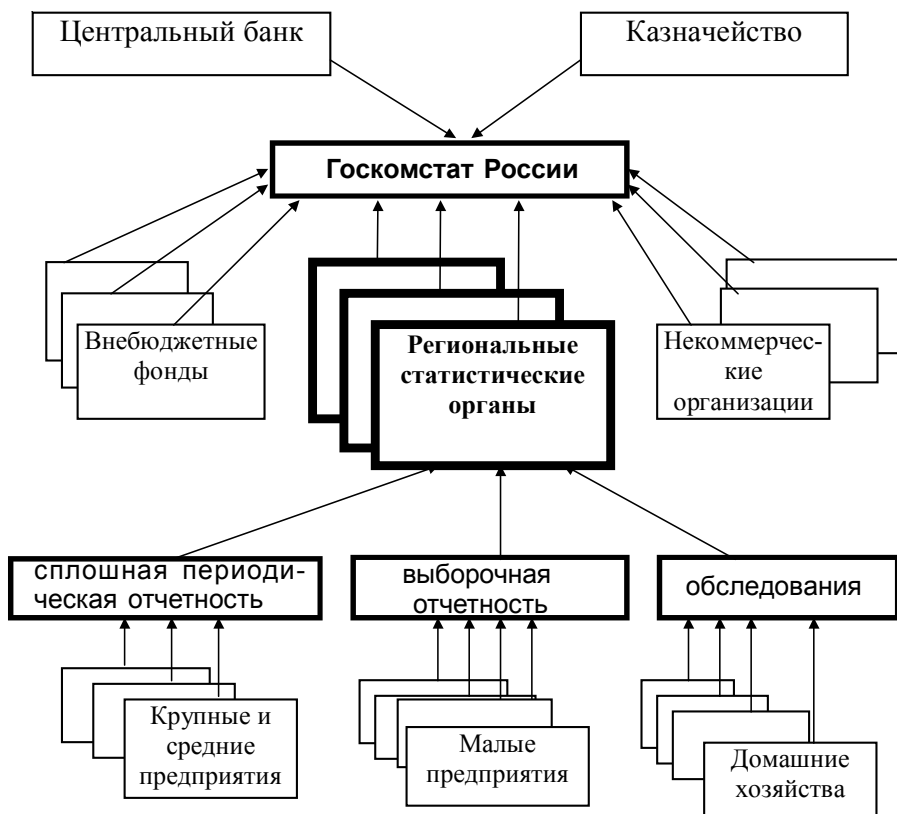 Центральный банк
Казначейство
Госкомстат России
Внебюджетные
фонды
Региональные
статистические
органы
Некоммерчес-
кие
организации
сплошная периоди-
ческая отчетность
выборочная
отчетность
обследования
Крупные и
средние
предприятия
Малые
предприятия
Домашние
хозяйства